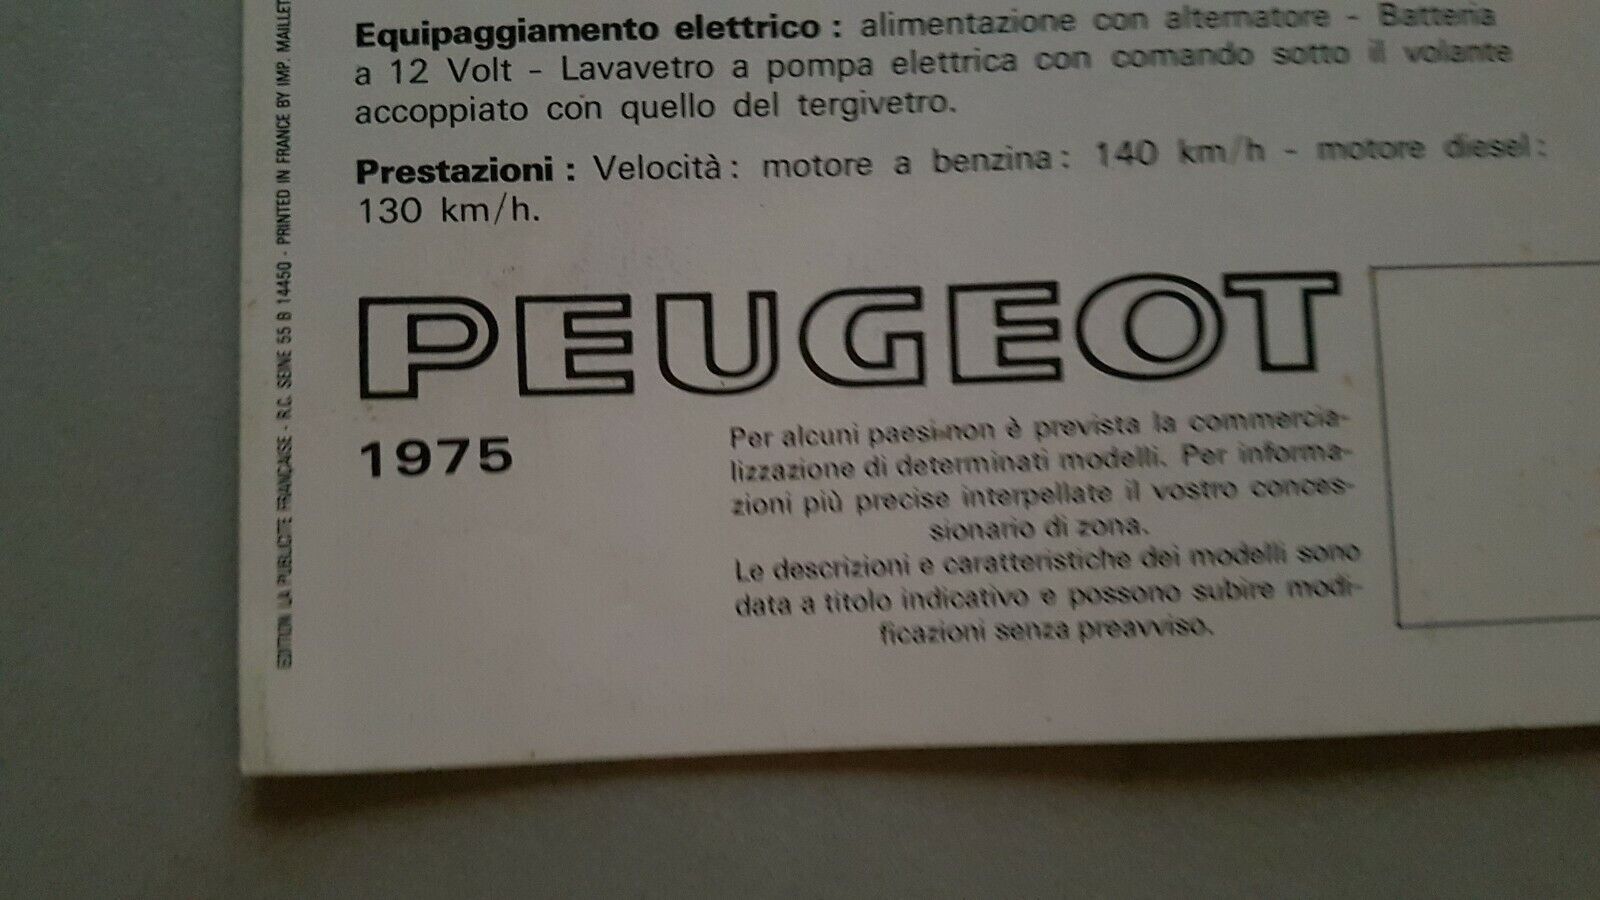 Equipaggiamento elettrico : alimentazione con alternatore - Batteria
a 12 Volt - Lavavetro a pompa elettrica con comando sotto il volante
accoppiato con quello del tergivetro.
Prestazioni : Velocità : motore a benzina : 140 km/h - motore diesel :
130 km/h.
PEUGEOT
1975
Per alcuni paesi non è prevista la commercia-
lizzazione di determinati modelli. Per informa-
zioni più precise interpellate il vostro conces-
sionario di zona.
Le descrizioni e caratteristiche dei modelli sono
data a titolo indicativo e possono subire modi-
ficazioni senza preavviso.
EDITION LA PUBLICITE FRANÇAISE - R.C. SEINE 55 B 14450 - PRINTED IN FRANCE BY IMP. MAILLET